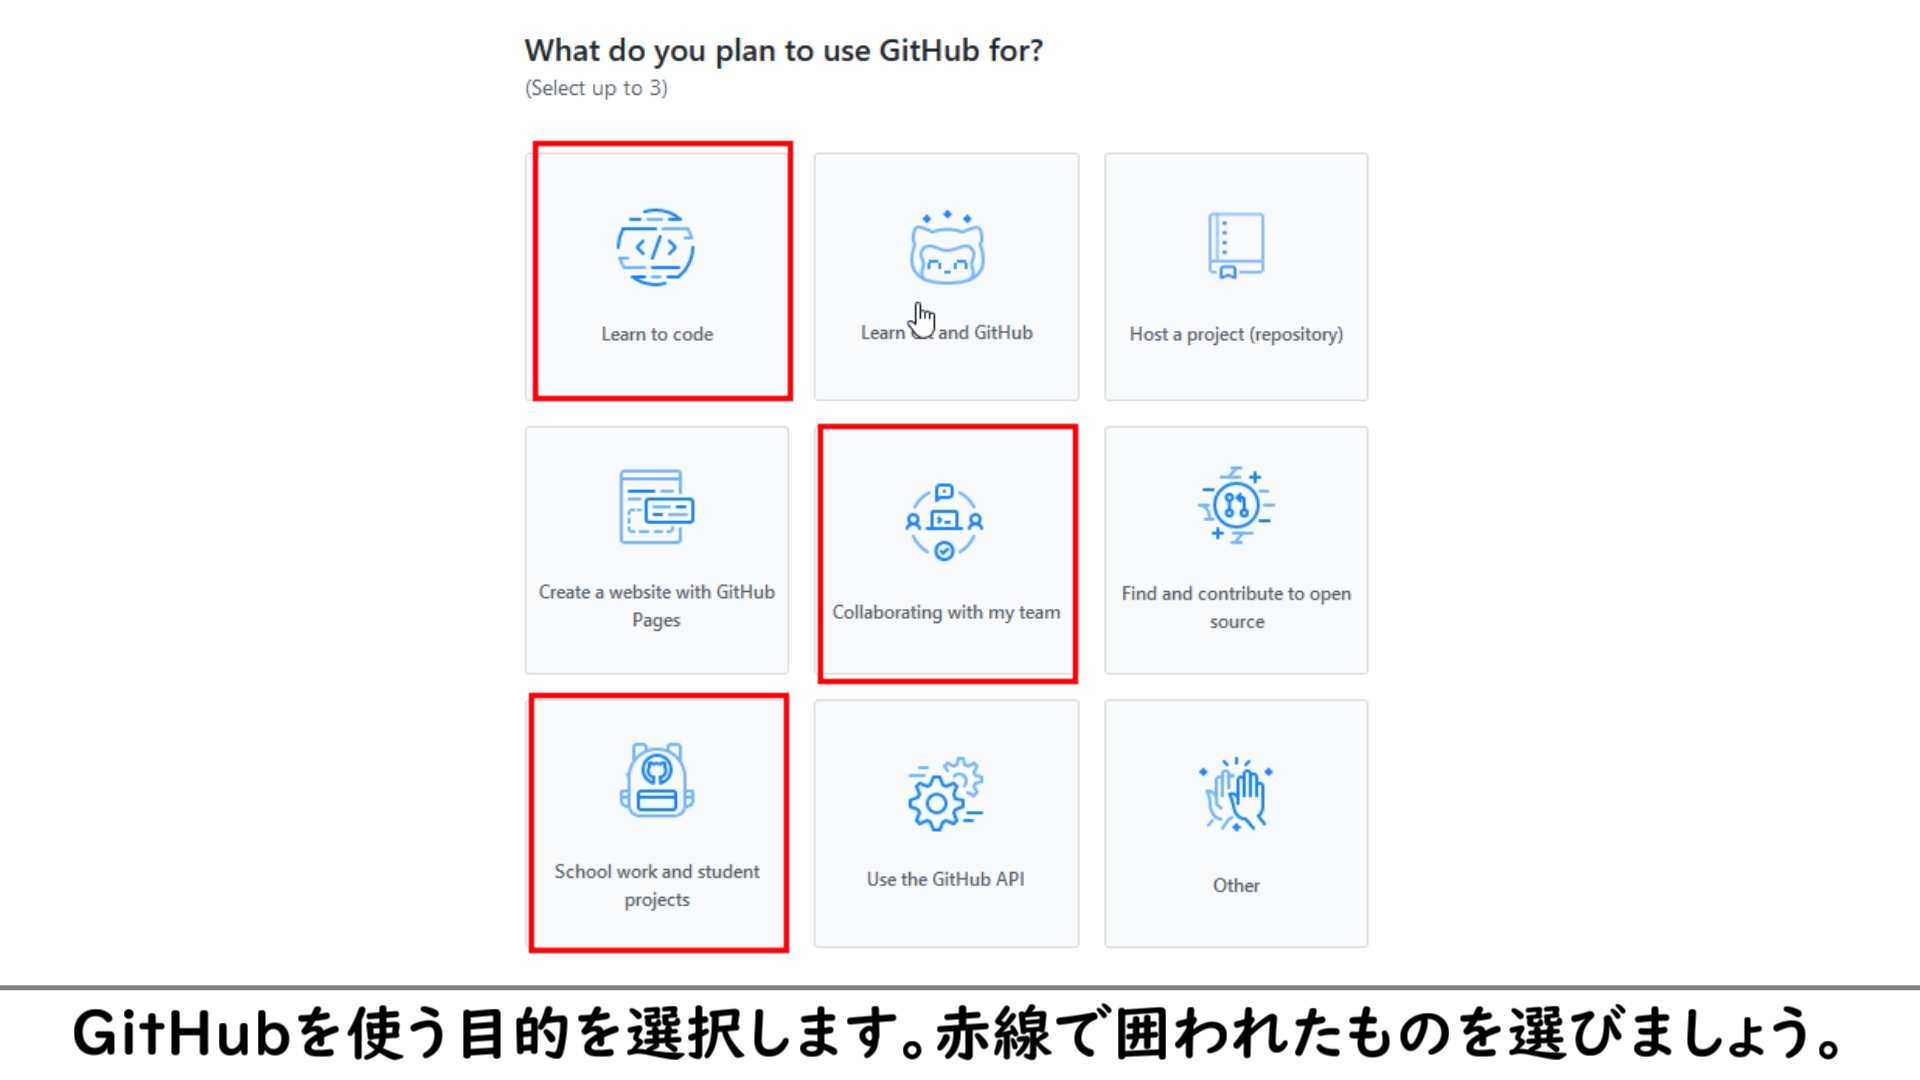 What do you plan to use GitHub for?
(Select up to 3)
Learn to code
Learn and GitHub
Host a project (repository)
Create a website with GitHub
Pages
Collaborating with my team
Find and contribute to open
source
School work and student
projects
Use the GitHub API
Other
GitHubを使う目的を選択します。赤線で囲われたものを選びましょう。